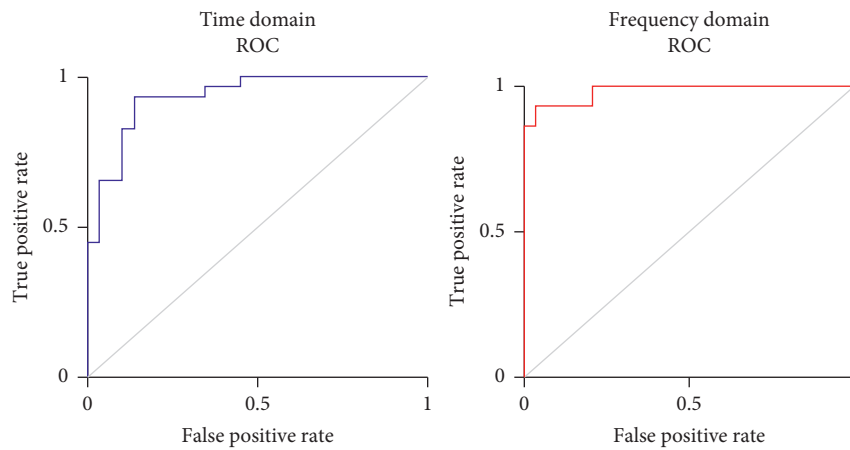 Time domain
ROC
1
0.5
0
True positive rate
0
0.5
1
False positive rate
Frequency domain
ROC
1
0.5
0
True positive rate
0
0.5
False positive rate